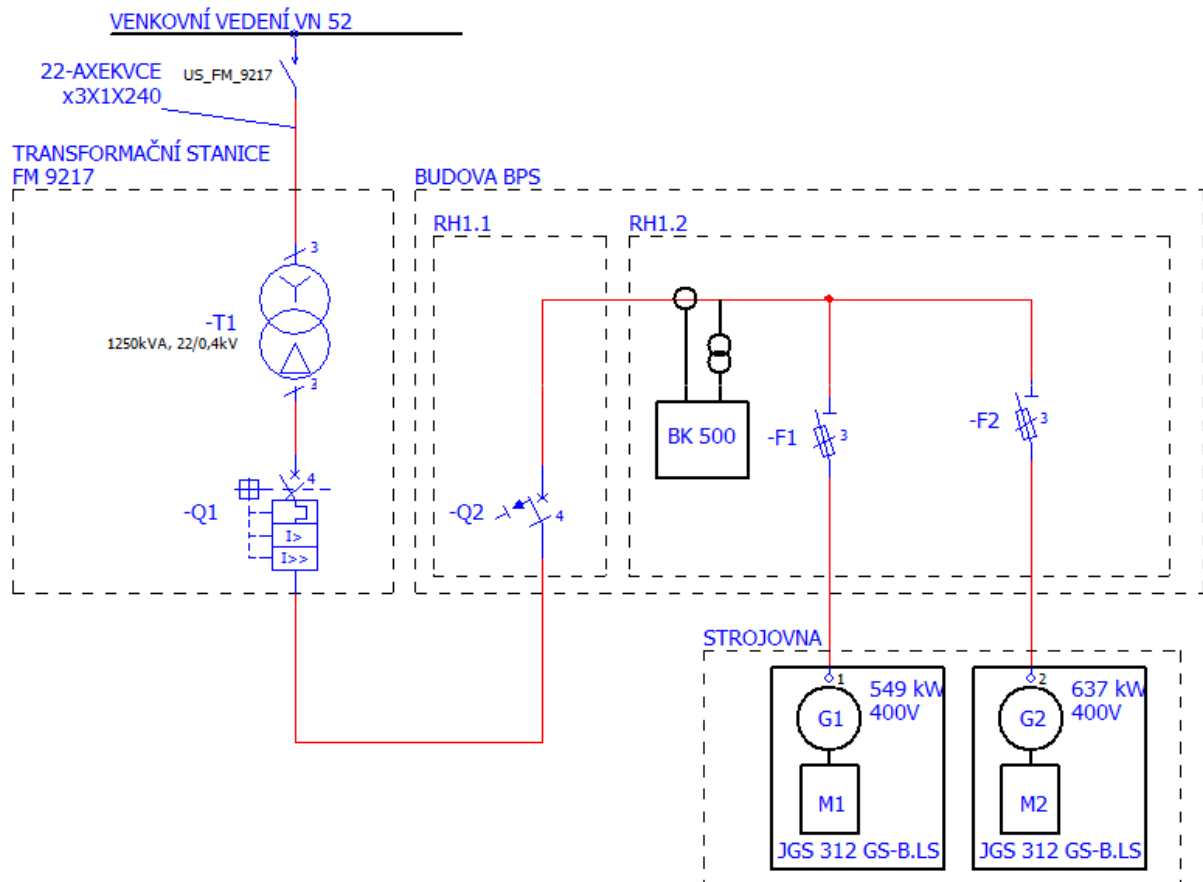 VENKOVNÍ VEDENÍ VN 52
22-AXEKVCE
x3X1X240
US_FM_9217
TRANSFORMAČNÍ STANICE
FM 9217
BUDOVA BPS
RH1.1
RH1.2
3
-T1
1250kVA, 22/0,4kV
3
4
-Q1
I>
I>>
-Q2
4
BK 500
-F1
3
-F2
3
STROJOVNA
1
549 kW
400V
G1
M1
JGS 312 GS-B.LS
2
637 kW
400V
G2
M2
JGS 312 GS-B.LS